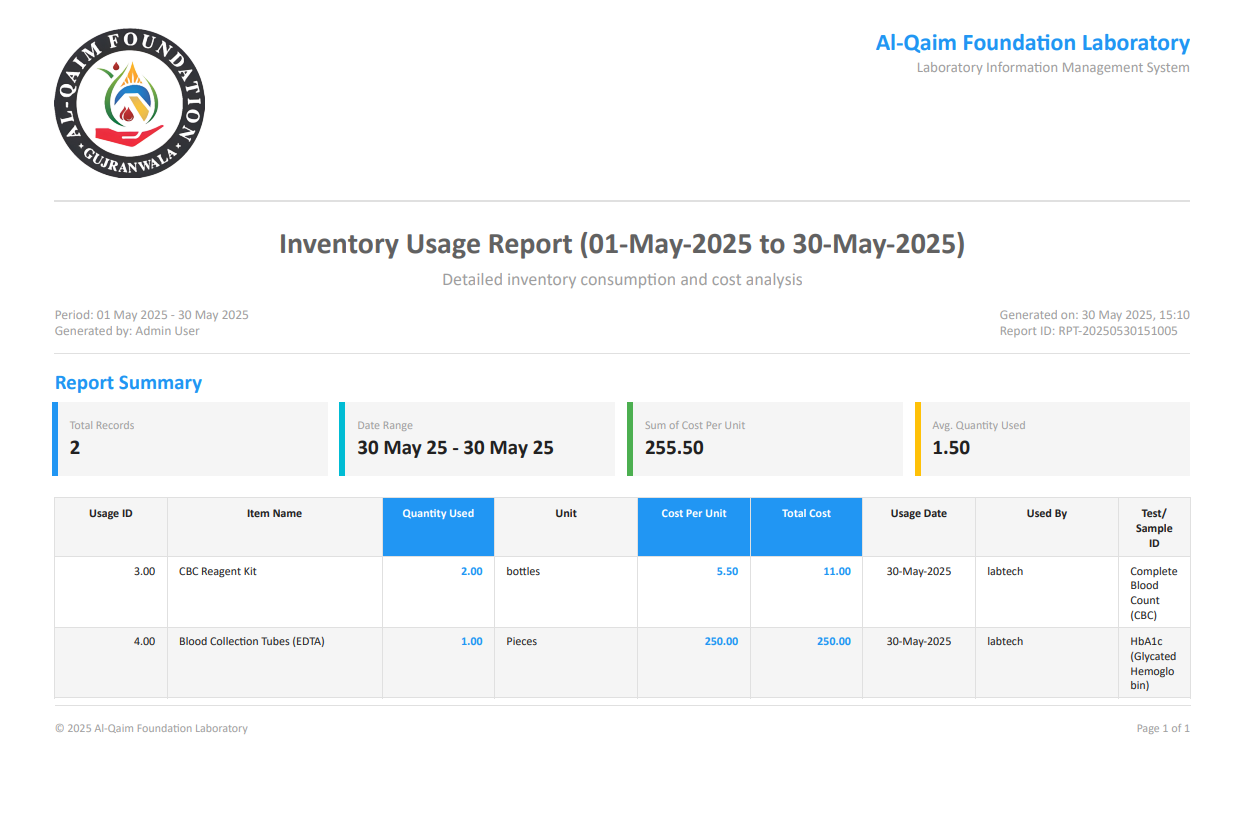 AL-QAIM FOUNDATION
GUJRANWALA
Al-Qaim Foundation Laboratory
Laboratory Information Management System
Inventory Usage Report (01-May-2025 to 30-May-2025)
Detailed inventory consumption and cost analysis
Period: 01 May 2025 - 30 May 2025
Generated by: Admin User
Generated on: 30 May 2025, 15:10
Report ID: RPT-20250530151005
Report Summary
Total Records
2
Date Range
30 May 25 - 30 May 25
Sum of Cost Per Unit
255.50
Avg. Quantity Used
1.50
Usage ID Item Name Quantity Used Unit Cost Per Unit Total Cost Usage Date Used By Test/
Sample
ID
3.00 CBC Reagent Kit 2.00 bottles 5.50 11.00 30-May-2025 labtech Complete
Blood
Count
(CBC)
4.00 Blood Collection Tubes (EDTA) 1.00 Pieces 250.00 250.00 30-May-2025 labtech HbA1c
(Glycated
Hemoglo
bin)
© 2025 Al-Qaim Foundation Laboratory
Page 1 of 1